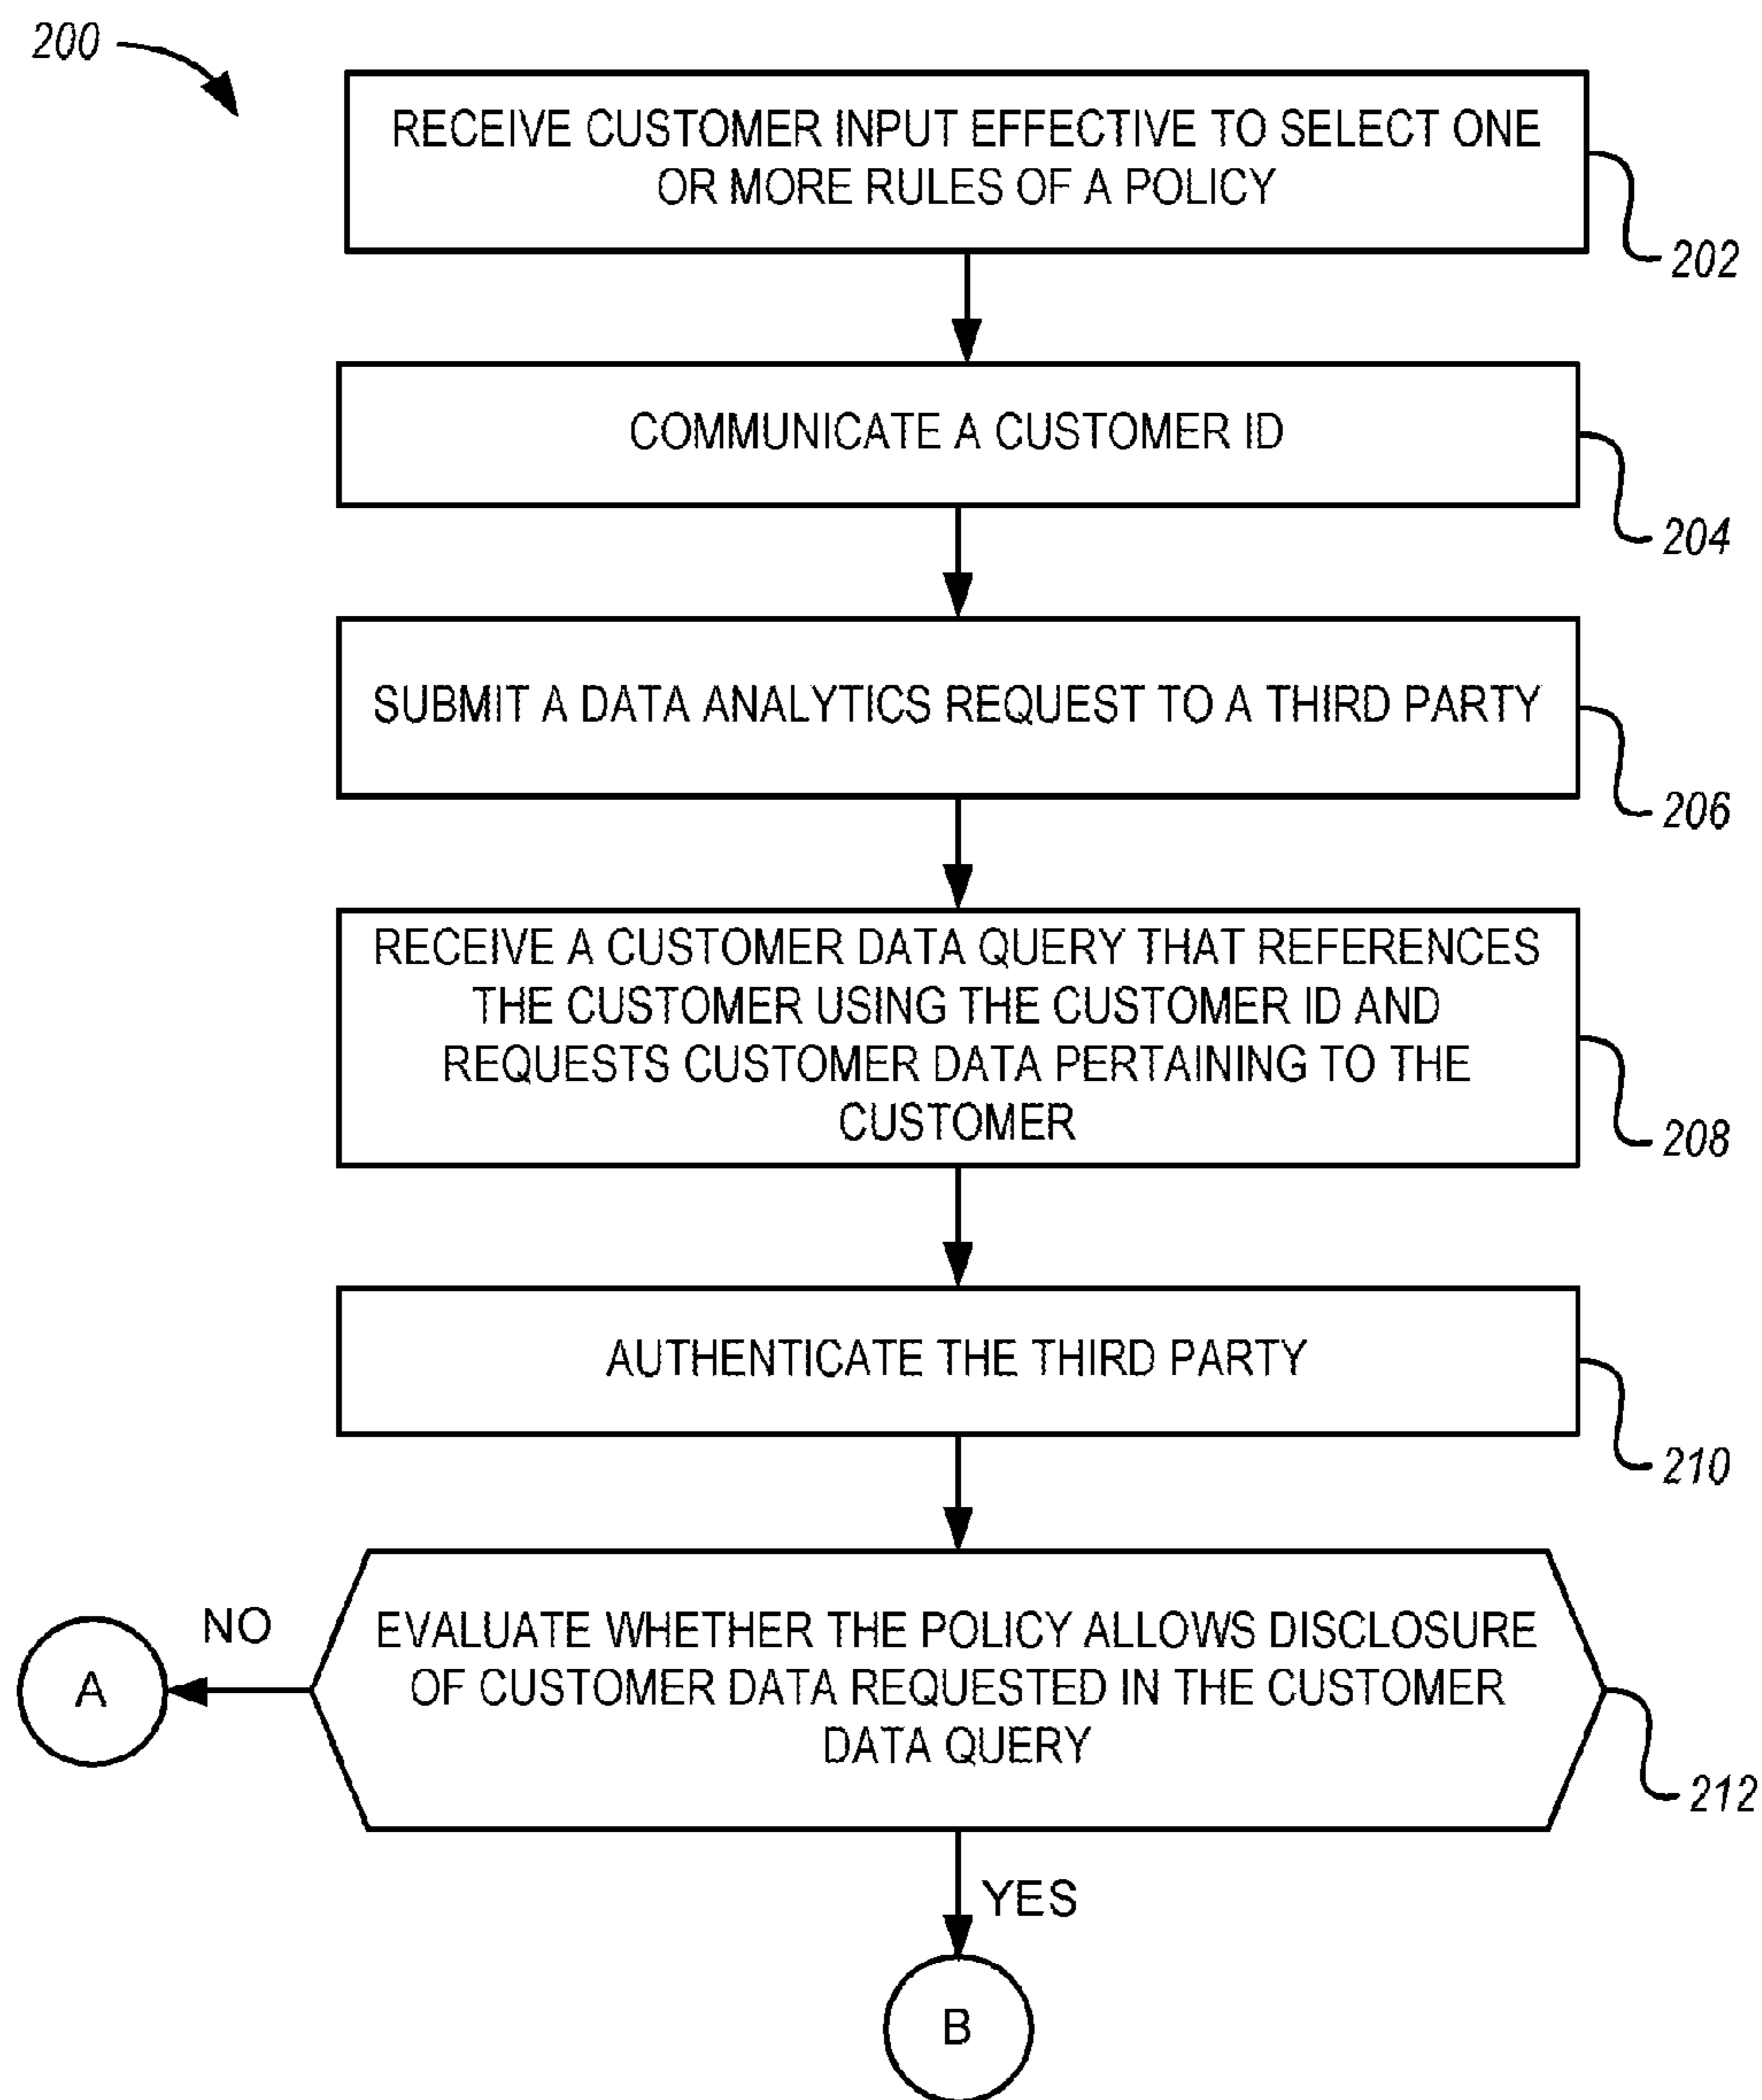 200
RECEIVE CUSTOMER INPUT EFFECTIVE TO SELECT ONE
OR MORE RULES OF A POLICY
202
COMMUNICATE A CUSTOMER ID
204
SUBMIT A DATA ANALYTICS REQUEST TO A THIRD PARTY
206
RECEIVE A CUSTOMER DATA QUERY THAT REFERENCES
THE CUSTOMER USING THE CUSTOMER ID AND
REQUESTS CUSTOMER DATA PERTAINING TO THE
CUSTOMER
208
AUTHENTICATE THE THIRD PARTY
210
NO
A
EVALUATE WHETHER THE POLICY ALLOWS DISCLOSURE
OF CUSTOMER DATA REQUESTED IN THE CUSTOMER
DATA QUERY
212
YES
B